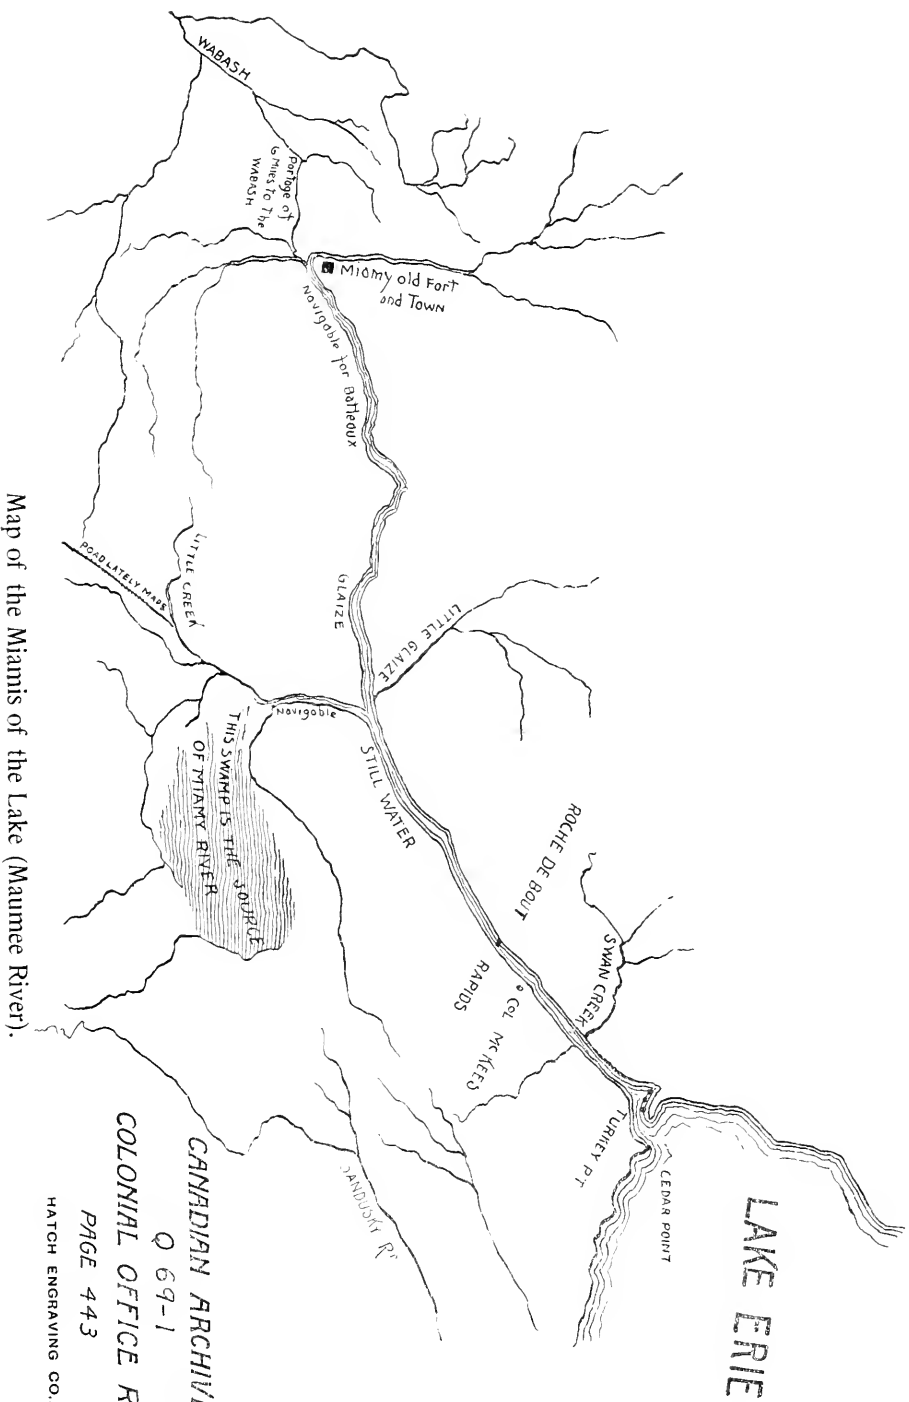 WABASH
Portage of
6 Miles to the
WABASH
Miomy old Fort
and Town
Navigable for Batteoux
GLAIZE
LITTLE GLAIZE
LITTLE CREEK
ROAD LATELY MADE
Navigable
THIS SWAMP IS THE SOURCE
OF MIAMY RIVER
STILL WATER
ROCHE DE BOUT
RAPIDS
COL McKEES
SWAN CREEK
TURKEY PT
CEDAR POINT
LAKE ERIE
SANDUSKY Rr
CANADIAN ARCHIV
Q 69-1
COLONIAL OFFICE R
PAGE 443
HATCH ENGRAVING CO.
Map of the Miamis of the Lake (Maumee River).